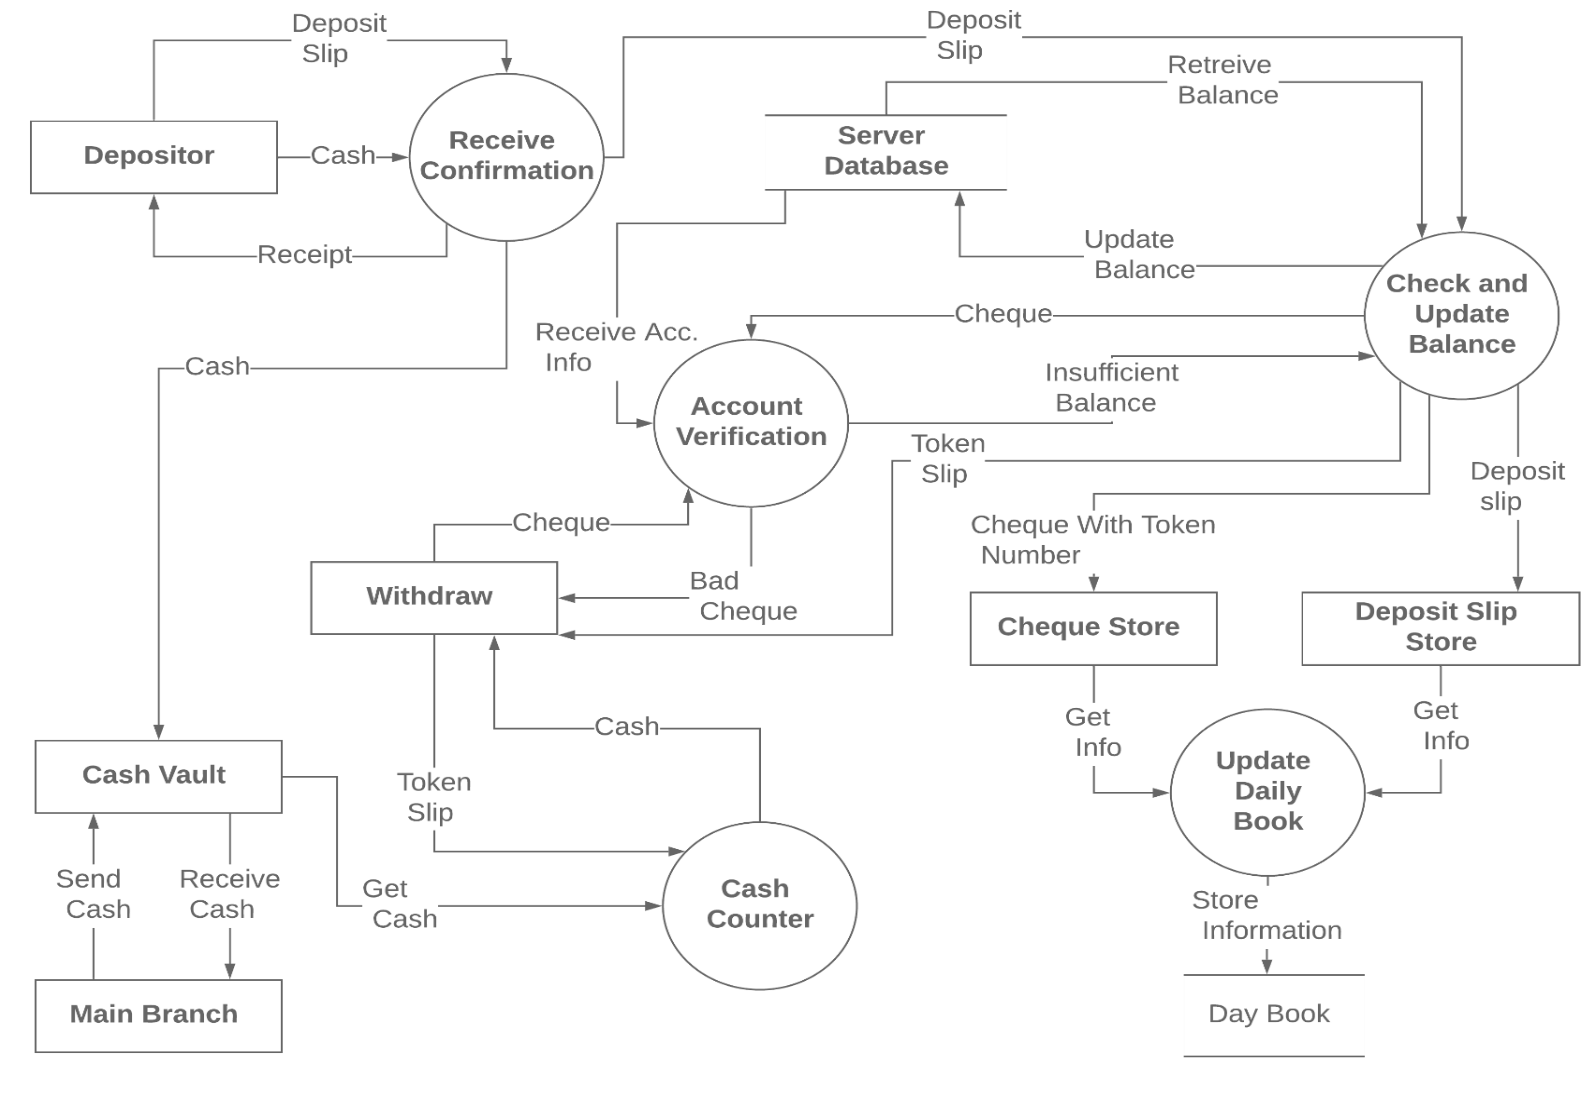 Deposit
Slip
Deposit
Slip
Retreive
Balance
Depositor
Cash
Receive
Confirmation
Server
Database
Receipt
Update
Balance
Check and
Update
Balance
Cheque
Receive Acc.
Info
Cash
Insufficient
Balance
Account
Verification
Token
Slip
Deposit
slip
Cheque
Cheque With Token
Number
Withdraw
Bad
Cheque
Cheque Store
Deposit Slip
Store
Get
Info
Get
Info
Cash
Cash Vault
Token
Slip
Update
Daily
Book
Send
Cash
Receive
Cash
Get
Cash
Cash
Counter
Store
Information
Main Branch
Day Book